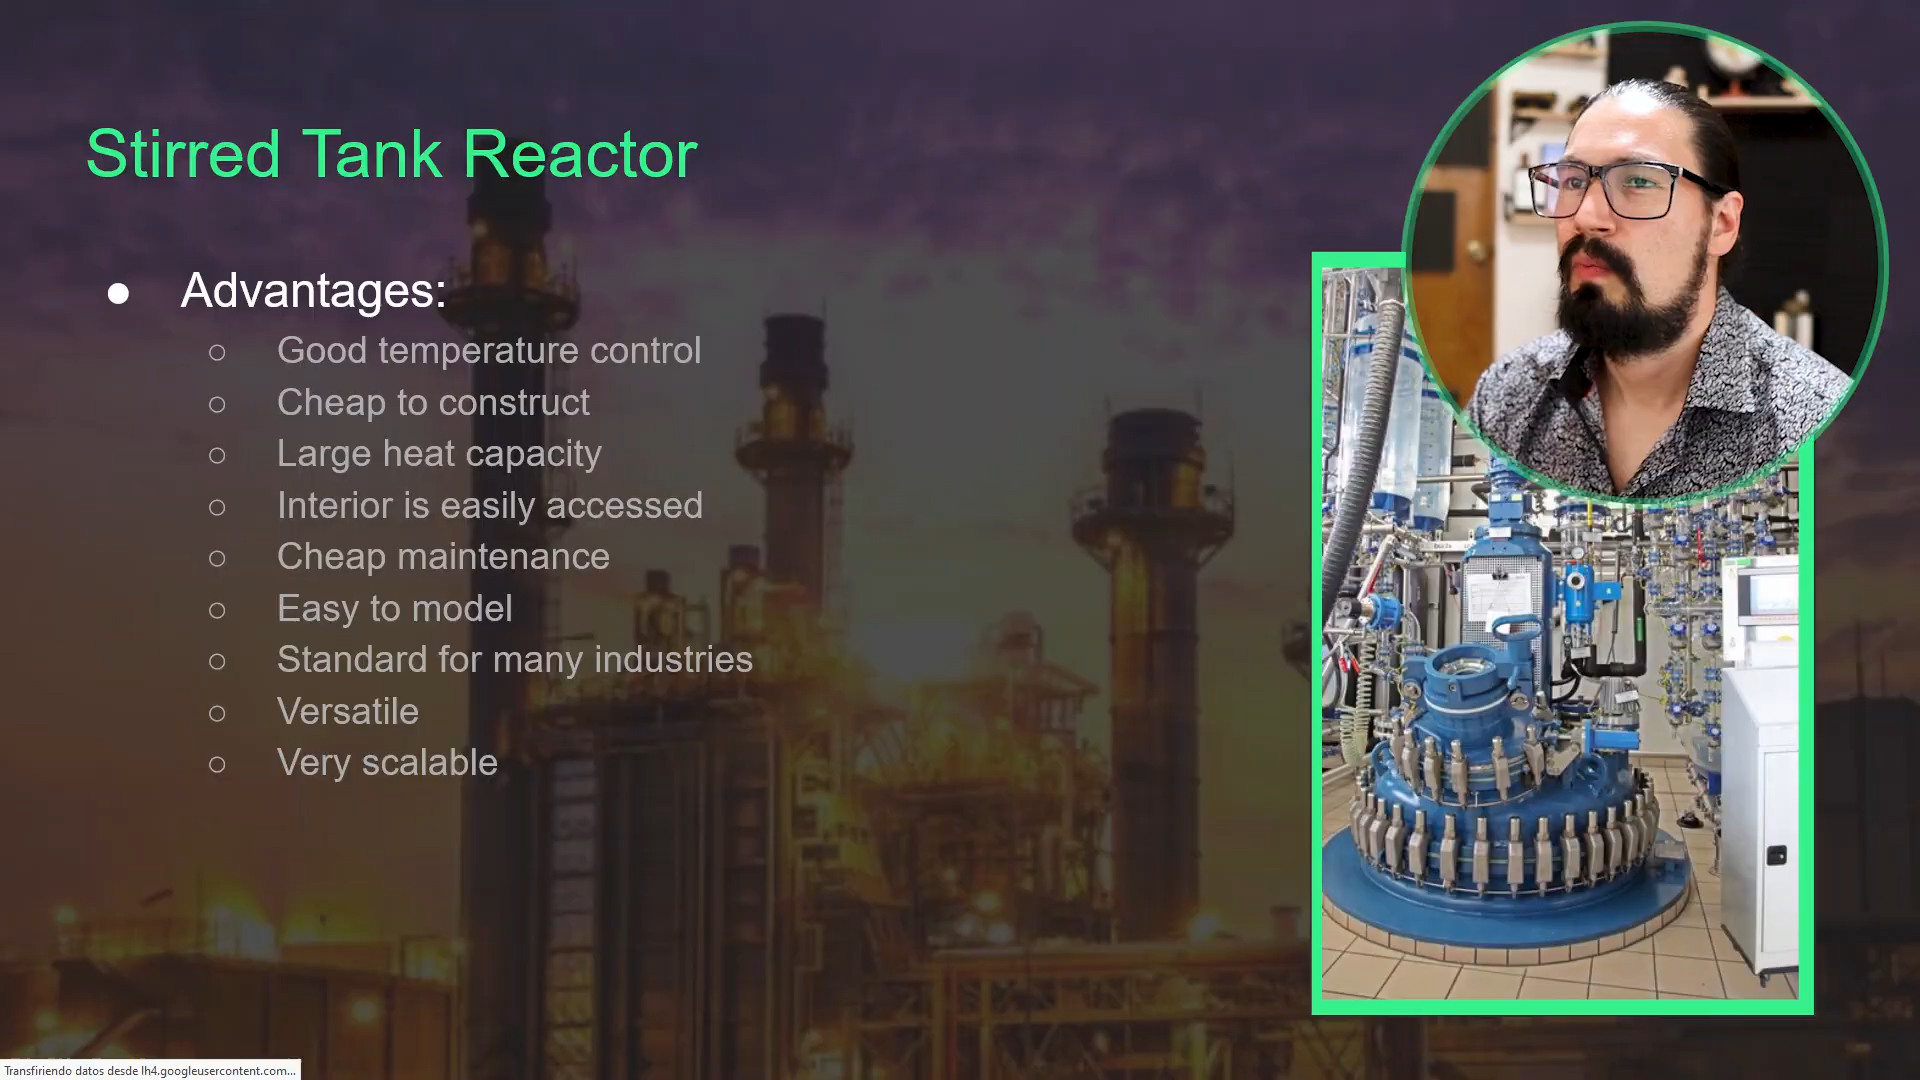 Stirred Tank Reactor
● Advantages:
○ Good temperature control
○ Cheap to construct
○ Large heat capacity
○ Interior is easily accessed
○ Cheap maintenance
○ Easy to model
○ Standard for many industries
○ Versatile
○ Very scalable
Transfiriendo datos desde lh4.googleusercontent.com...